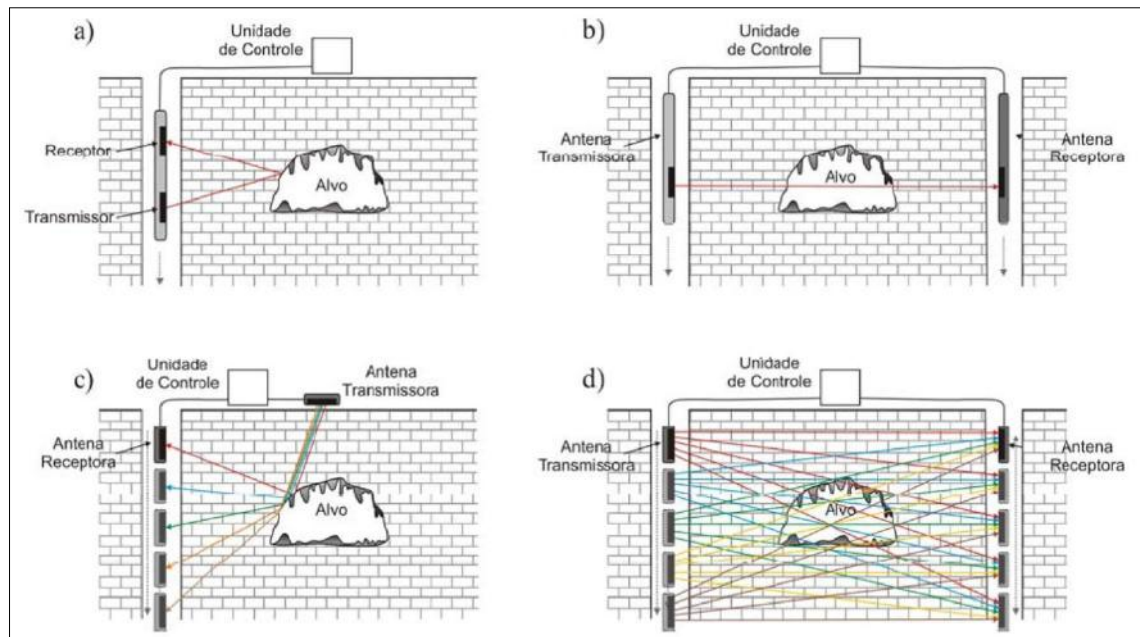 a)
Unidade
de Controle
Receptor
Transmissor
Alvo
b)
Unidade
de Controle
Antena
Transmissora
Alvo
Antena
Receptora
c)
Unidade
de Controle
Antena
Transmissora
Antena
Receptora
Alvo
d)
Unidade
de Controle
Antena
Transmissora
Alvo
Antena
Receptora